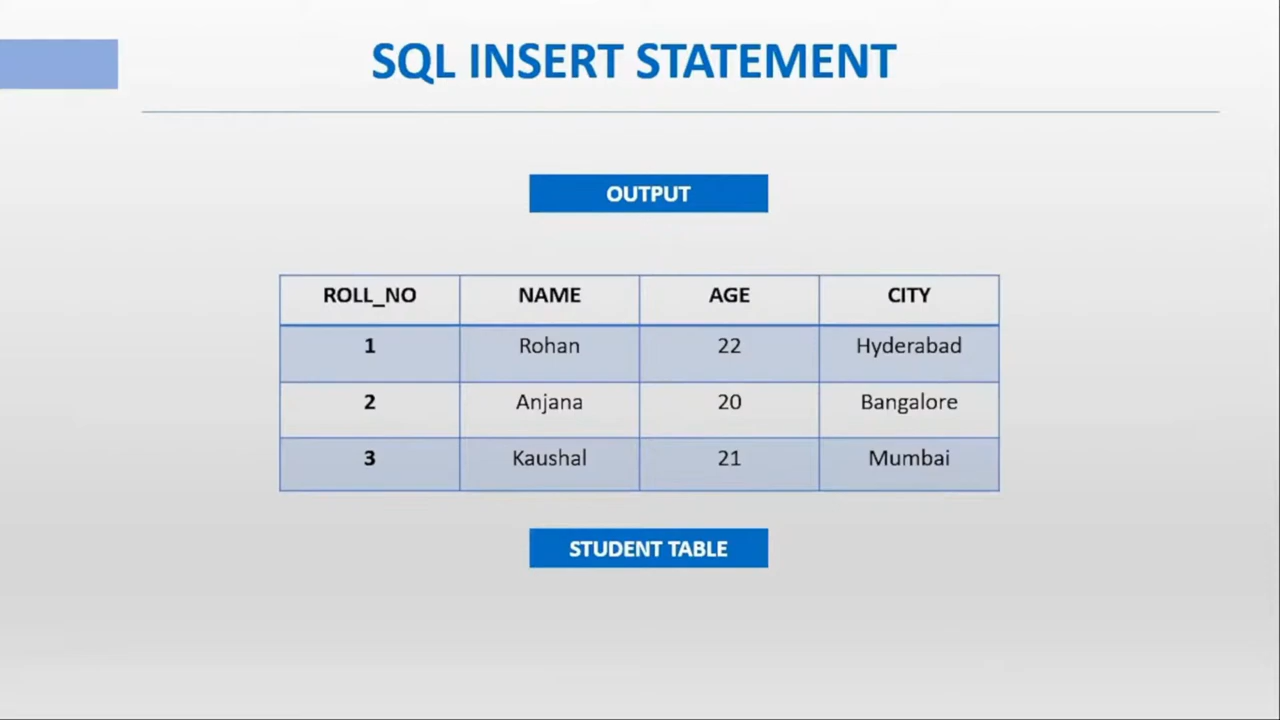 SQL INSERT STATEMENT
OUTPUT
ROLL_NO NAME AGE CITY
1 Rohan 22 Hyderabad
2 Anjana 20 Bangalore
3 Kaushal 21 Mumbai
STUDENT TABLE